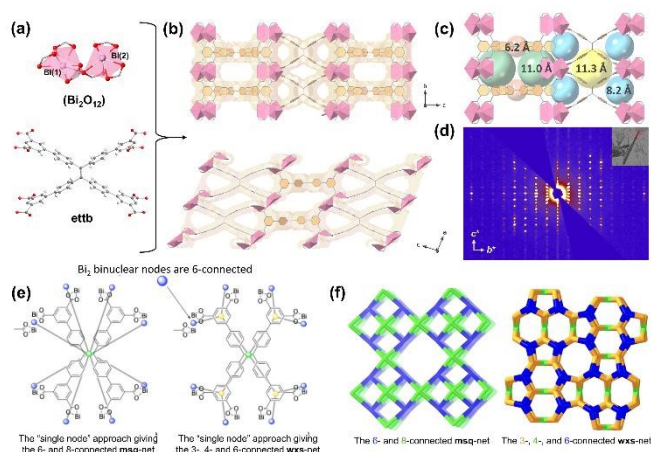 (a)
Bi(1)
Bi(2)
(Bi₂O₁₂)
ettb
(b)
b
c
c
a
(c)
6.2 Å
11.0 Å
11.3 Å
8.2 Å
(d)
c*
b*
Bi₂ binuclear nodes are 6-connected
(e)
The "single node" approach giving
the 6- and 8-connected msq-net
The "single node" approach giving
the 3-, 4- and 6-connected wxs-net
(f)
The 6- and 8-connected msq-net
The 3-, 4-, and 6-connected wxs-net